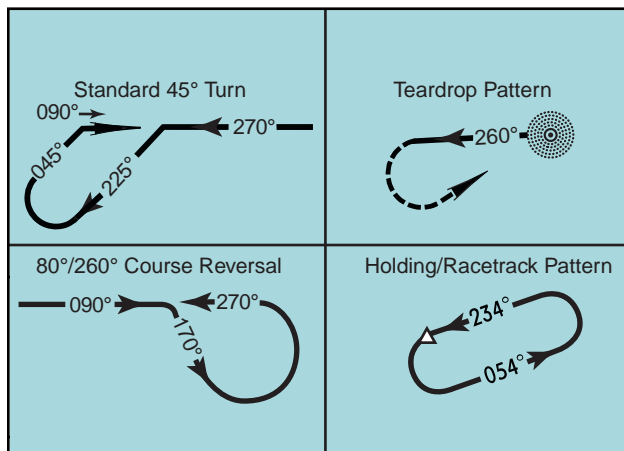 Standard 45° Turn
090°
270°
045°
225°
Teardrop Pattern
260°
80°/260° Course Reversal
090°
270°
170°
Holding/Racetrack Pattern
234°
054°